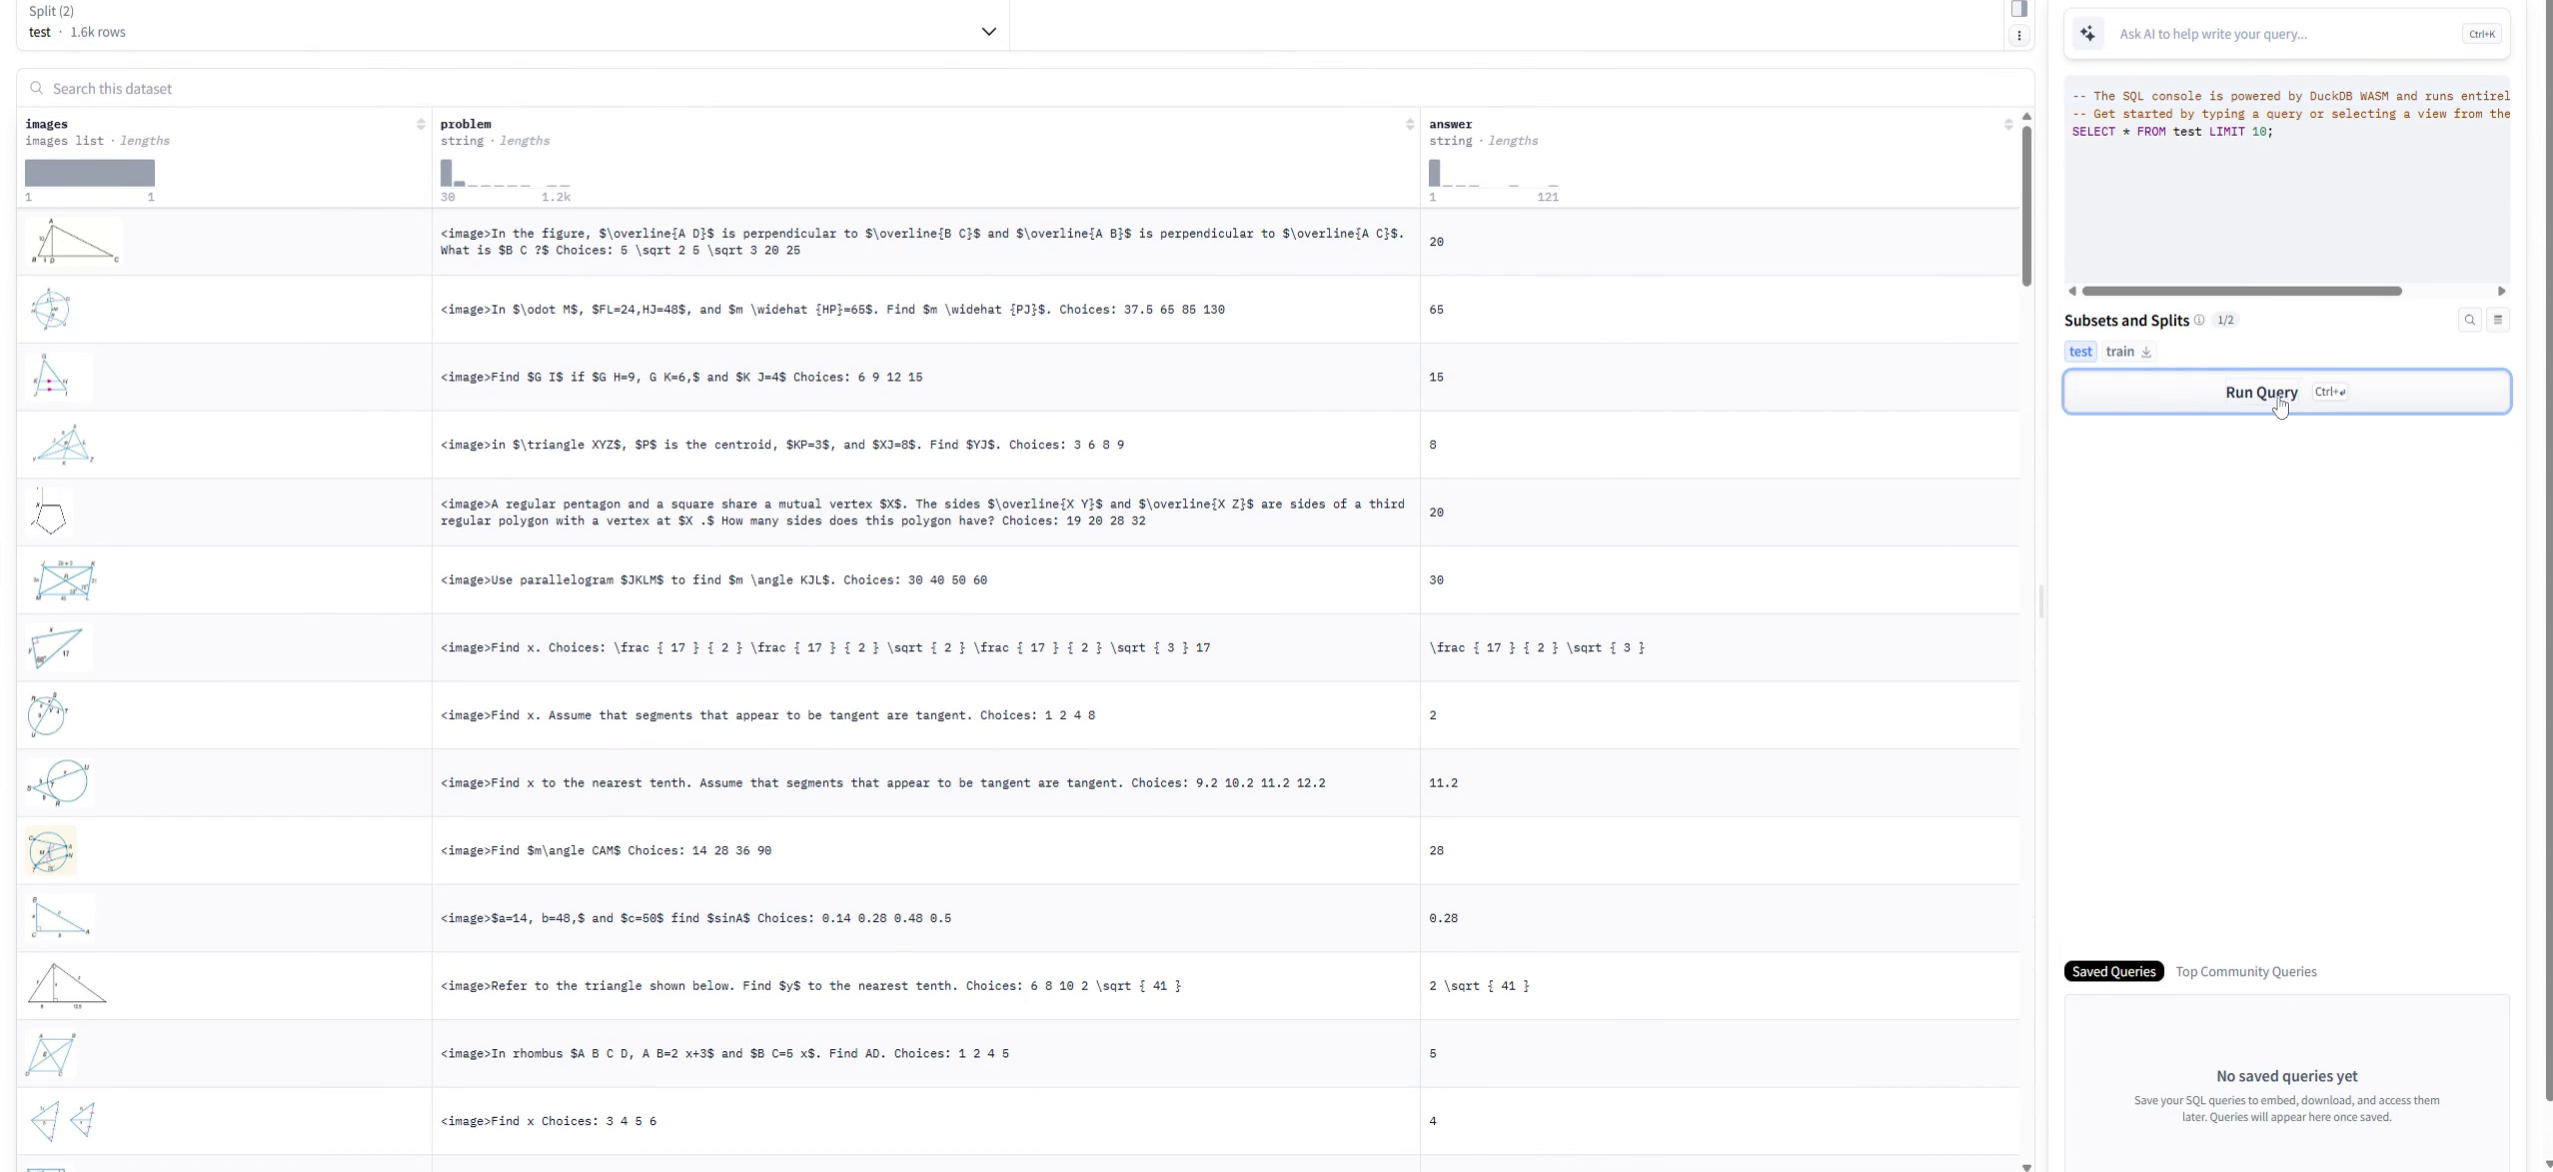 Split (2)
test · 1.6k rows
Search this dataset
images
images list · lengths
1 1
problem
string · lengths
30 1.2k
answer
string · lengths
1 121
<image>In the figure, $\overline{A D}$ is perpendicular to $\overline{B C}$ and $\overline{A B}$ is perpendicular to $\overline{A C}$.
What is $B C ?$ Choices: 5 \sqrt 2 5 \sqrt 3 20 25
20
<image>In $\odot M$, $FL=24,HJ=48$, and $m \widehat {HP}=65$. Find $m \widehat {PJ}$. Choices: 37.5 65 85 130
65
<image>Find $G I$ if $G H=9, G K=6,$ and $K J=4$ Choices: 6 9 12 15
15
<image>in $\triangle XYZ$, $P$ is the centroid, $KP=3$, and $XJ=8$. Find $YJ$. Choices: 3 6 8 9
8
<image>A regular pentagon and a square share a mutual vertex $X$. The sides $\overline{X Y}$ and $\overline{X Z}$ are sides of a third
regular polygon with a vertex at $X .$ How many sides does this polygon have? Choices: 19 20 28 32
20
<image>Use parallelogram $JKLM$ to find $m \angle KJL$. Choices: 30 40 50 60
30
<image>Find x. Choices: \frac { 17 } { 2 } \frac { 17 } { 2 } \sqrt { 2 } \frac { 17 } { 2 } \sqrt { 3 } 17
\frac { 17 } { 2 } \sqrt { 3 }
<image>Find x. Assume that segments that appear to be tangent are tangent. Choices: 1 2 4 8
2
<image>Find x to the nearest tenth. Assume that segments that appear to be tangent are tangent. Choices: 9.2 10.2 11.2 12.2
11.2
<image>Find $m\angle CAM$ Choices: 14 28 36 90
28
<image>$a=14, b=48,$ and $c=50$ find $sinA$ Choices: 0.14 0.28 0.48 0.5
0.28
<image>Refer to the triangle shown below. Find $y$ to the nearest tenth. Choices: 6 8 10 2 \sqrt { 41 }
2 \sqrt { 41 }
<image>In rhombus $A B C D, A B=2 x+3$ and $B C=5 x$. Find AD. Choices: 1 2 4 5
5
<image>Find x Choices: 3 4 5 6
4
Ask AI to help write your query...
Ctrl+K
-- The SQL console is powered by DuckDB WASM and runs entirel
-- Get started by typing a query or selecting a view from the
SELECT * FROM test LIMIT 10;
Subsets and Splits 1/2
test train
Run Query Ctrl+↵
Saved Queries Top Community Queries
No saved queries yet
Save your SQL queries to embed, download, and access them
later. Queries will appear here once saved.